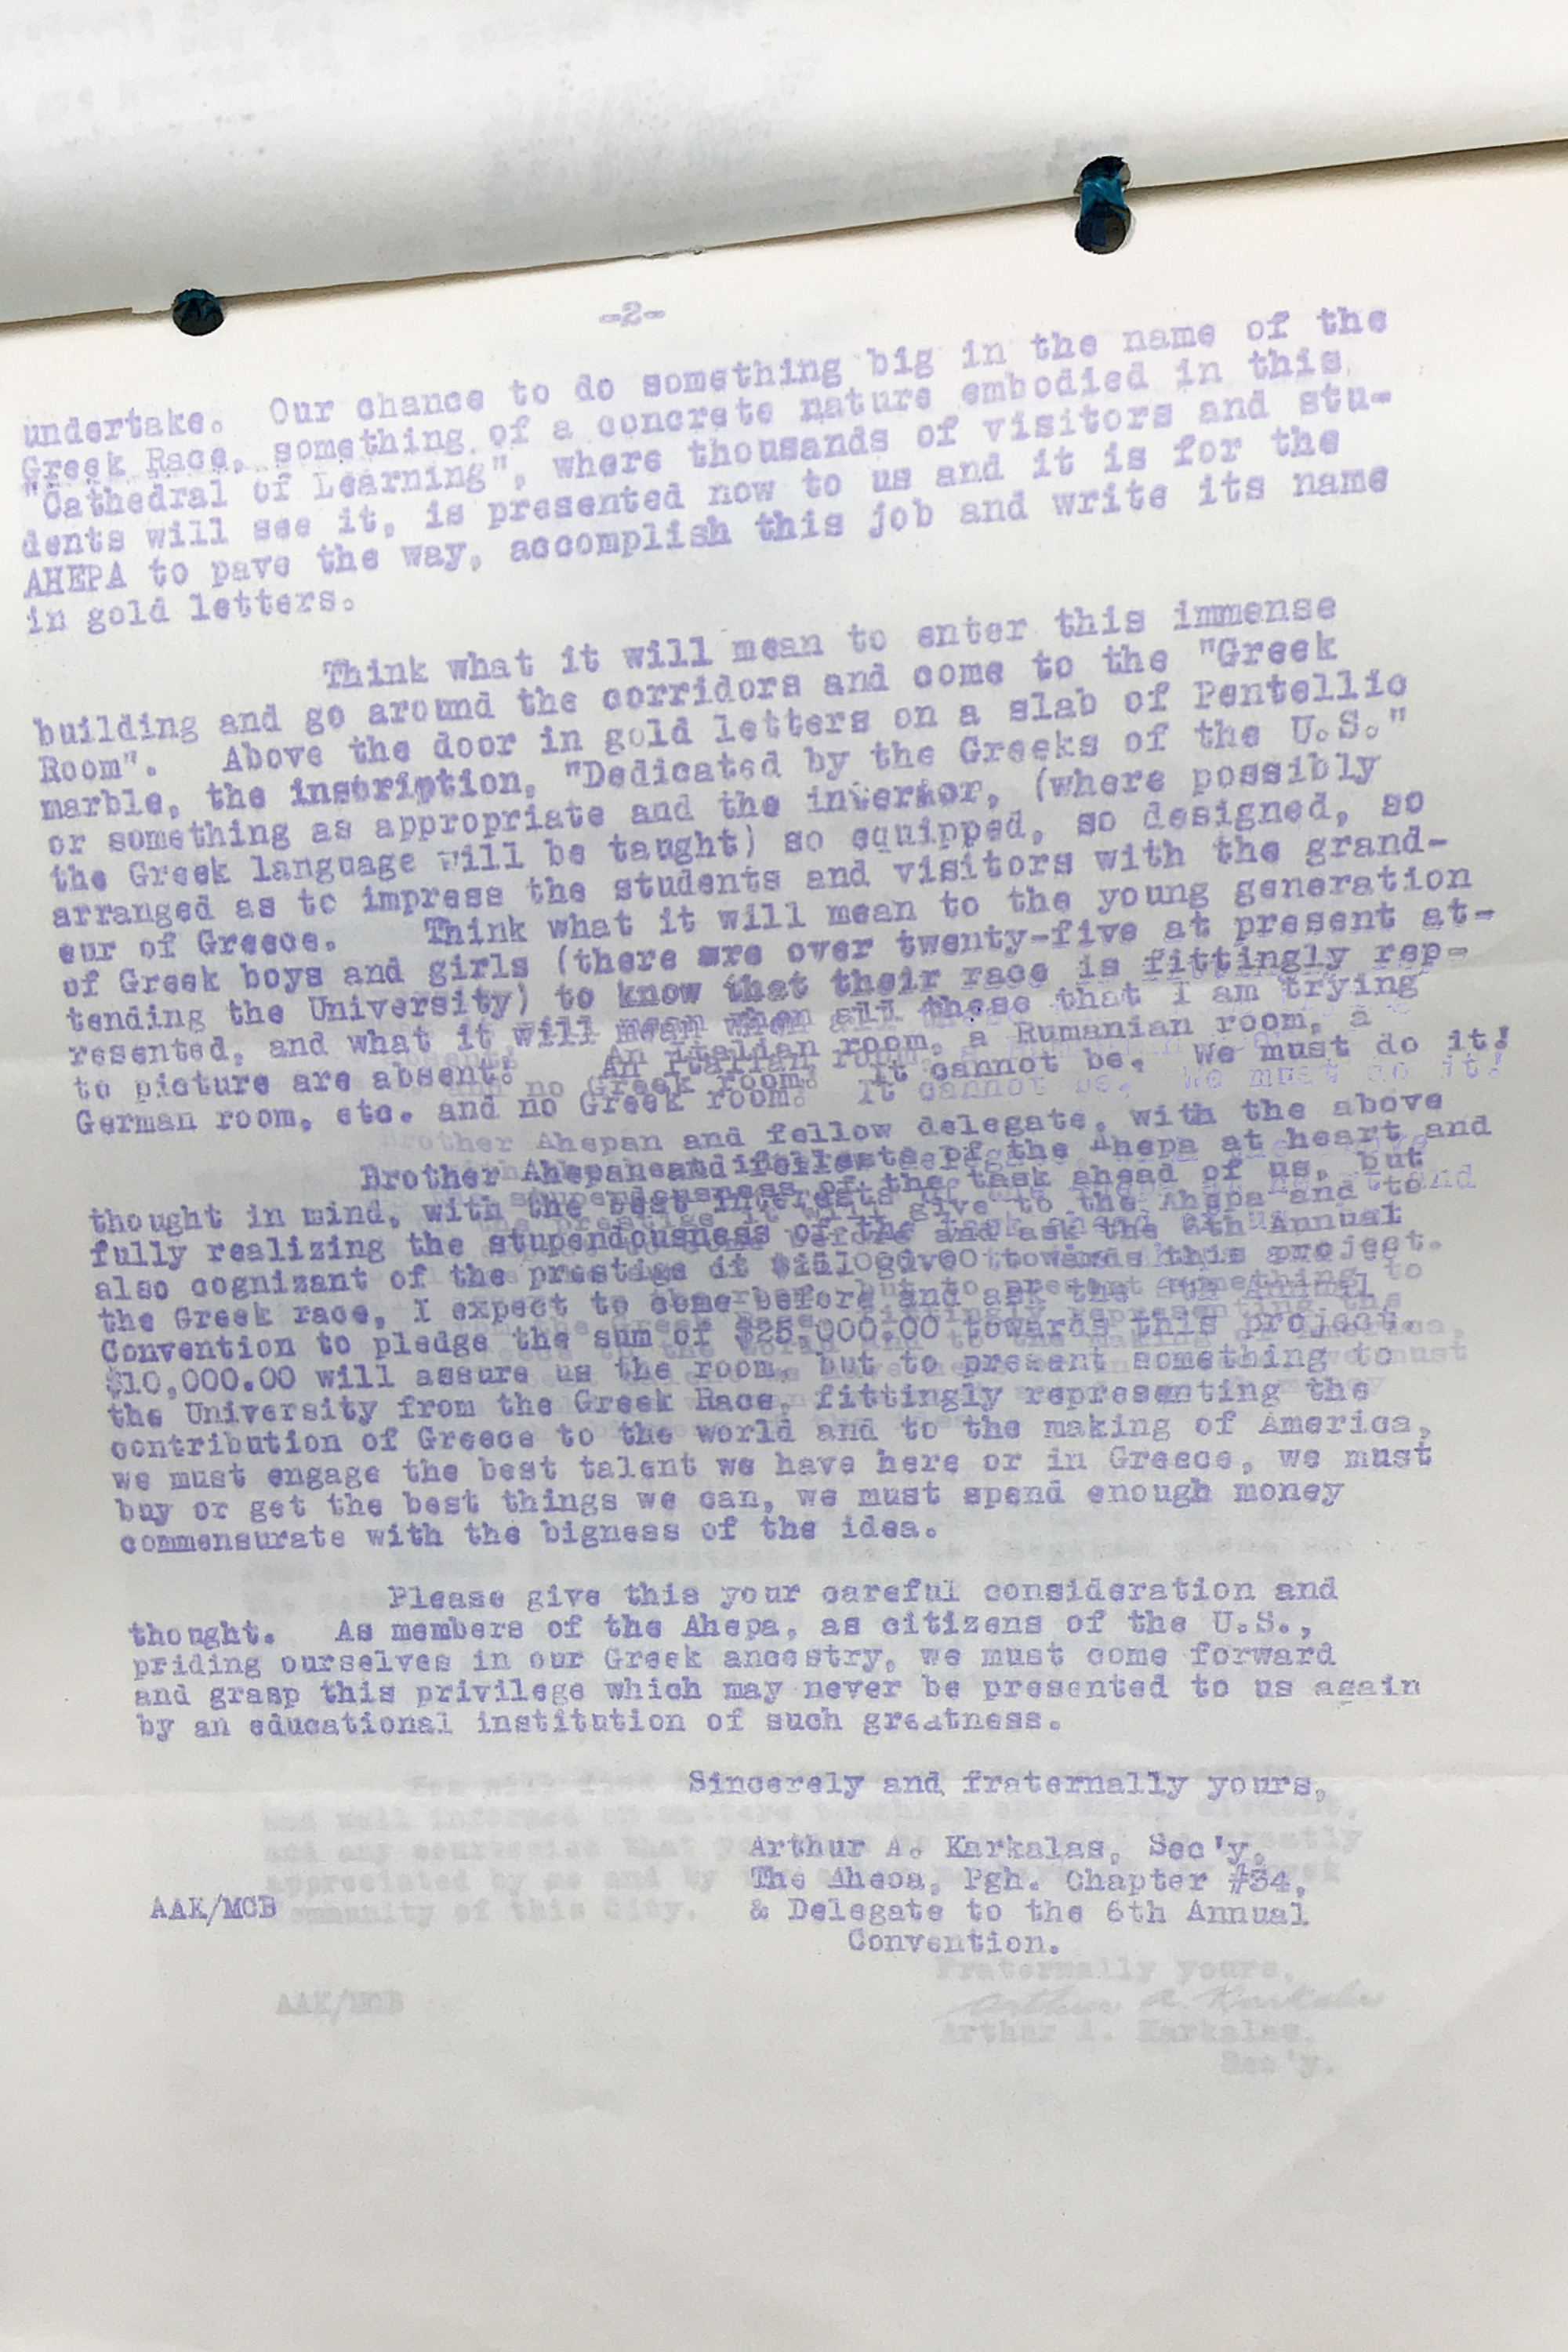 -2-
undertake. Our chance to do something big in the name of the
Greek Race, something of a concrete nature embodied in this
"Cathedral of Learning", where thousands of visitors and stu-
dents will see it, is presented now to us and it is for the
AHEPA to pave the way, accomplish this job and write its name
in gold letters.
Think what it will mean to enter this immense
building and go around the corridors and come to the "Greek
Room". Above the door in gold letters on a slab of Pentellic
marble, the inscription, "Dedicated by the Greeks of the U.S."
or something as appropriate and the interior, (where possibly
the Greek language will be taught) so equipped, so designed, so
arranged as to impress the students and visitors with the grand-
eur of Greece. Think what it will mean to the young generation
of Greek boys and girls (there are over twenty-five at present at-
tending the University) to know that their race is fittingly rep-
resented, and what it will mean when all these that I am trying
to picture are absent! An Italian room, a Rumanian room, a
German room, etc. and no Greek room! It cannot be. We must do it!
Brother Ahepan and fellow delegate, with the above
thought in mind, with the best interests of the Ahepa at heart and
fully realizing the stupendousness of the task ahead of us, but
also cognizant of the prestige it will give to the Ahepa and to
the Greek race, I expect to come before and ask the 6th Annual
Convention to pledge the sum of $25,000.00 towards this project.
$10,000.00 will assure us the room, but to present something to
the University from the Greek Race, fittingly representing the
contribution of Greece to the world and to the making of America,
we must engage the best talent we have here or in Greece, we must
buy or get the best things we can, we must spend enough money
commensurate with the bigness of the idea.
Please give this your careful consideration and
thought. As members of the Ahepa, as citizens of the U.S.,
priding ourselves in our Greek ancestry, we must come forward
and grasp this privilege which may never be presented to us again
by an educational institution of such greatness.
Sincerely and fraternally yours,
Arthur A. Karkalas, Sec'y.
The Ahepa, Pgh. Chapter #34,
AAK/MCB & Delegate to the 6th Annual
Convention.
Fraternally yours,
AAK/MCB
Arthur A. Karkalas
Arthur A. Karkalas,
Sec'y.